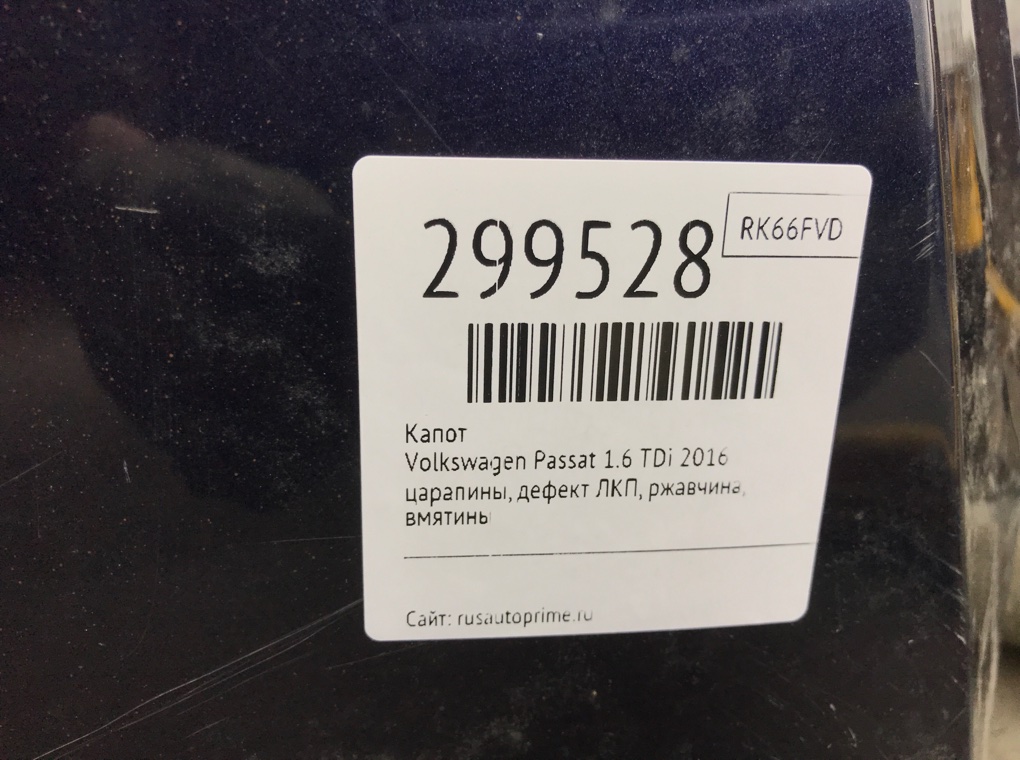 299528
RK66FVD
Капот
Volkswagen Passat 1.6 TDi 2016
царапины, дефект ЛКП, ржавчина,
вмятины
Сайт: rusautoprime.ru